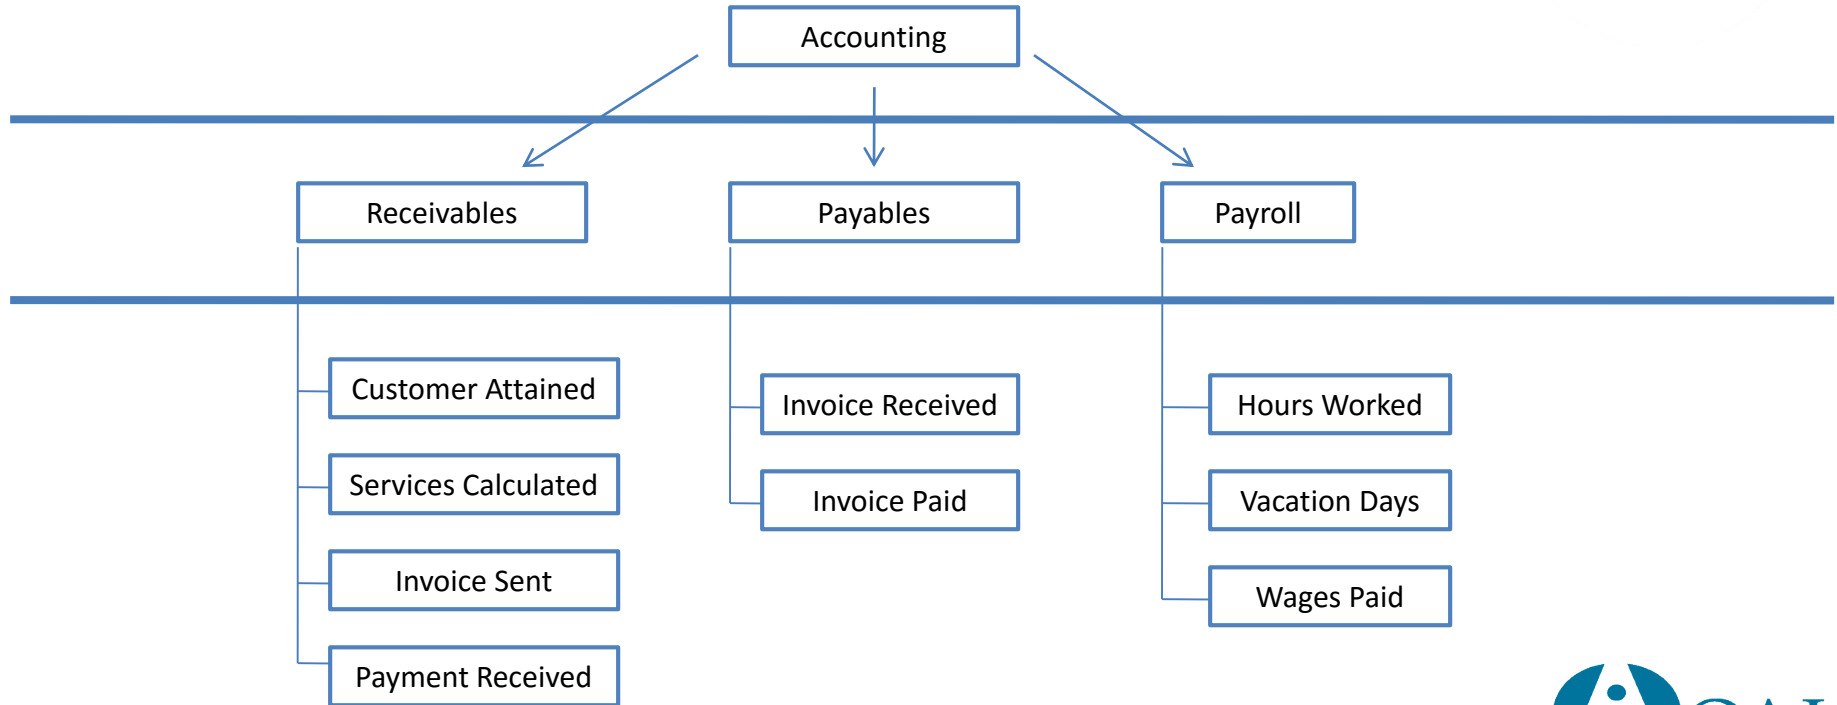 Accounting
Receivables
Payables
Payroll
Customer Attained
Services Calculated
Invoice Sent
Payment Received
Invoice Received
Invoice Paid
Hours Worked
Vacation Days
Wages Paid